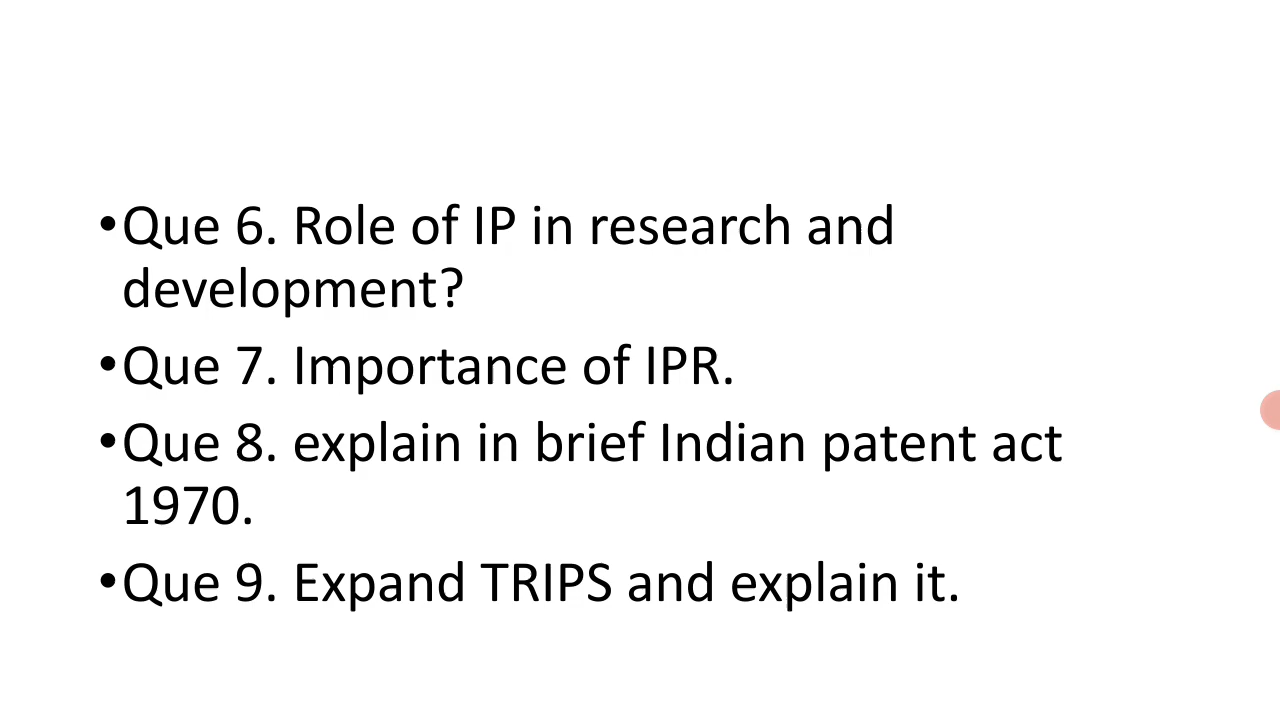 •Que 6. Role of IP in research and
development?
•Que 7. Importance of IPR.
•Que 8. explain in brief Indian patent act
1970.
•Que 9. Expand TRIPS and explain it.